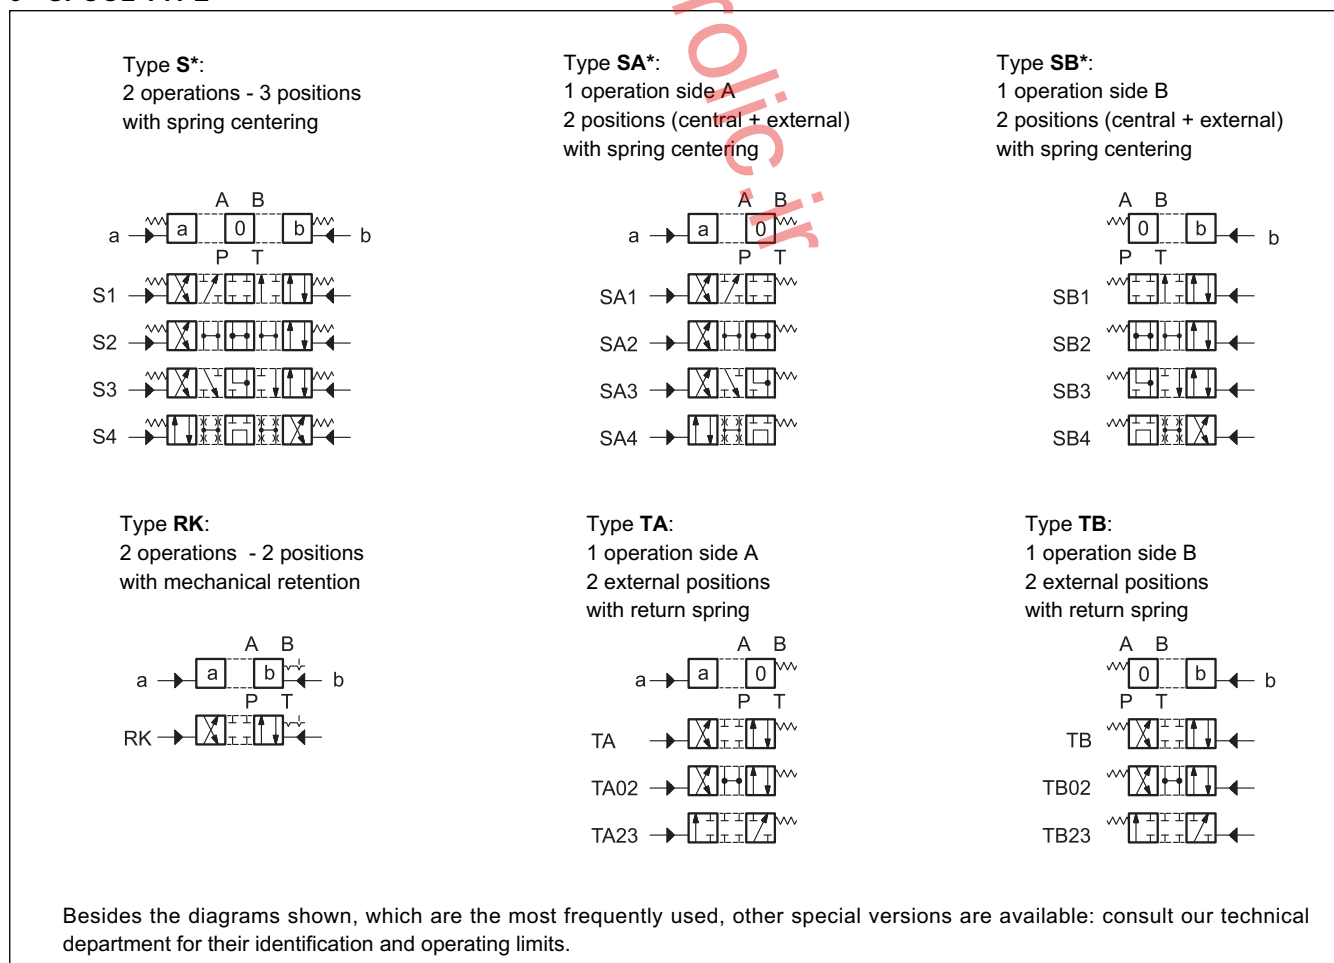 Type S*:
2 operations - 3 positions
with spring centering
A B
a a 0 b b
P T
S1
S2
S3
S4
Type SA*:
1 operation side A
2 positions (central + external)
with spring centering
A B
a a 0
P T
SA1
SA2
SA3
SA4
Type SB*:
1 operation side B
2 positions (central + external)
with spring centering
A B
0 b b
P T
SB1
SB2
SB3
SB4
Type RK:
2 operations - 2 positions
with mechanical retention
A B
a a b b
P T
RK
Type TA:
1 operation side A
2 external positions
with return spring
A B
a a 0
P T
TA
TA02
TA23
Type TB:
1 operation side B
2 external positions
with return spring
A B
0 b b
P T
TB
TB02
TB23
Besides the diagrams shown, which are the most frequently used, other special versions are available: consult our technical
department for their identification and operating limits.
rolic.ir